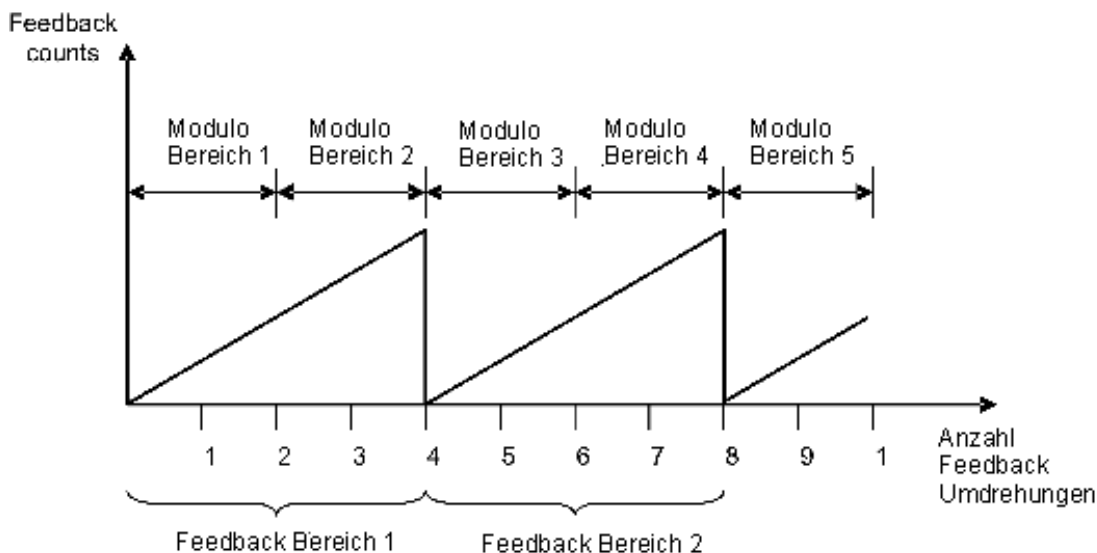 Feedback
counts
Modulo
Bereich 1
Modulo
Bereich 2
Modulo
Bereich 3
Modulo
.Bereich 4
Modulo
Bereich 5
1 2 3 4 5 6 7 8 9 1
Anzahl
Feedback
Umdrehungen
Feedback Bereich 1
Feedback Bereich 2